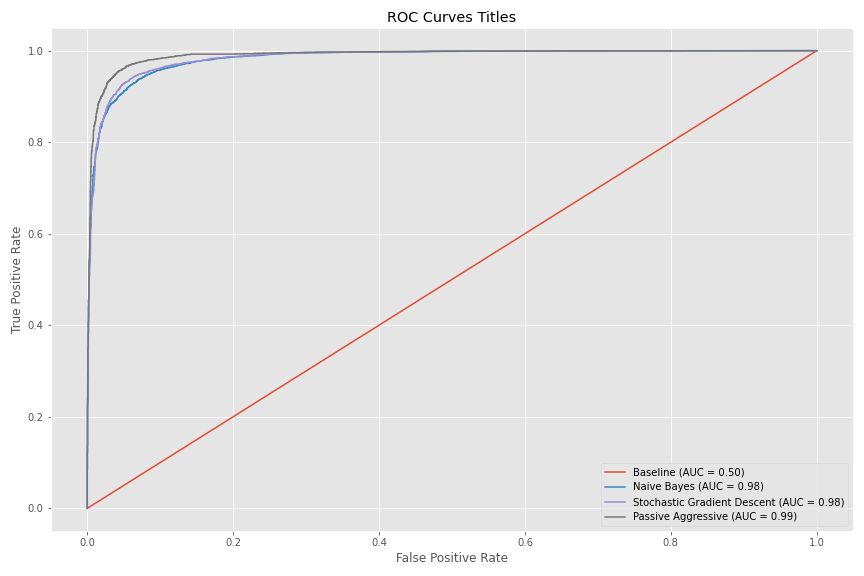 ROC Curves Titles
1.0
0.8
0.6
0.4
0.2
0.0
True Positive Rate
0.0 0.2 0.4 0.6 0.8 1.0
False Positive Rate
Baseline (AUC = 0.50)
Naive Bayes (AUC = 0.98)
Stochastic Gradient Descent (AUC = 0.98)
Passive Aggressive (AUC = 0.99)